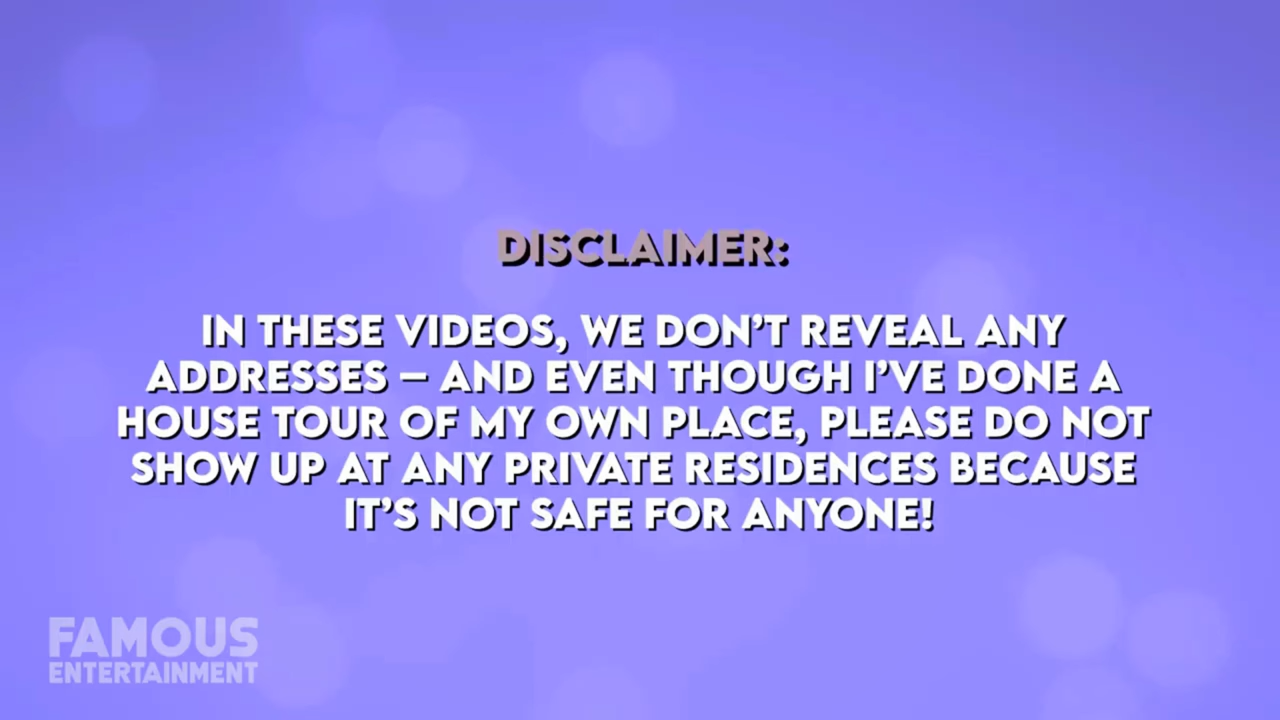 DISCLAIMER:
IN THESE VIDEOS, WE DON'T REVEAL ANY
ADDRESSES – AND EVEN THOUGH I'VE DONE A
HOUSE TOUR OF MY OWN PLACE, PLEASE DO NOT
SHOW UP AT ANY PRIVATE RESIDENCES BECAUSE
IT'S NOT SAFE FOR ANYONE!
FAMOUS
ENTERTAINMENT